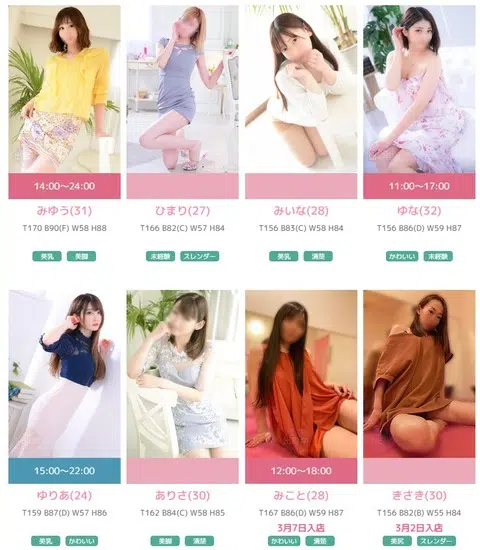 14:00〜24:00
11:00〜17:00
みゆう(31)
ひまり(27)
みいな(28)
ゆな(32)
T170 B90(F) W58 H88
T166 B82(C) W57 H84
T156 B83(C) W58 H84
T156 B86(D) W59 H87
美乳 美脚
未経験 スレンダー
美乳 清楚
かわいい 未経験
15:00〜22:00
12:00〜18:00
ゆりあ(24)
ありさ(30)
みこと(28)
きさき(30)
T159 B87(D) W57 H86
T162 B84(C) W58 H85
T167 B86(D) W59 H87
T156 B82(B) W55 H84
3月7日入店
3月2日入店
美乳 かわいい
美脚 清楚
かわいい 清楚
美尻 スレンダー